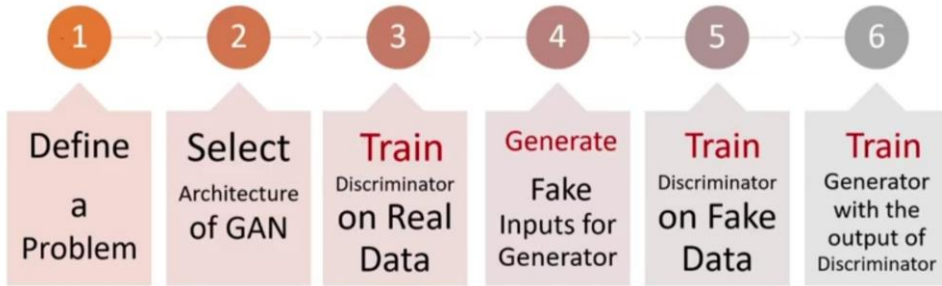 1
2
3
4
5
6
Define
a
Problem
Select
Architecture
of GAN
Train
Discriminator
on Real
Data
Generate
Fake
Inputs for
Generator
Train
Discriminator
on Fake
Data
Train
Generator
with the
output of
Discriminator